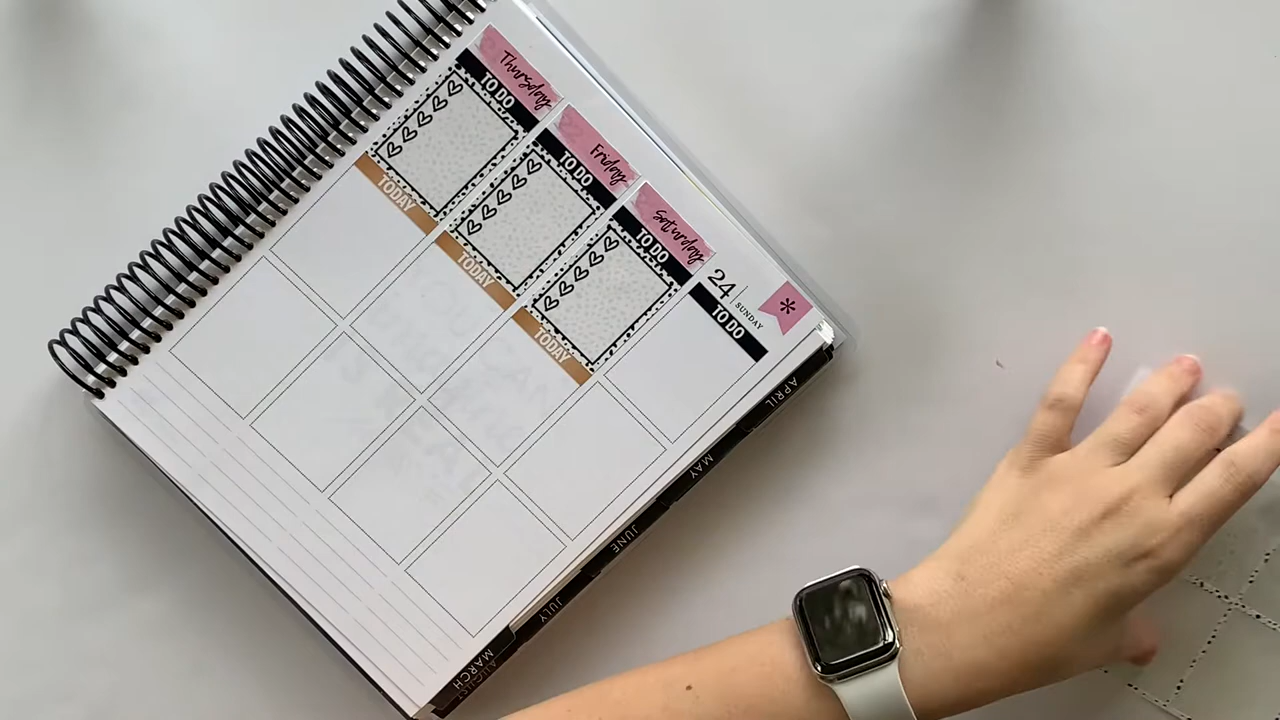 Thursday
TO DO
TODAY
Friday
TO DO
TODAY
Saturday
TO DO
TODAY
24
SUNDAY
*
TO DO
APRIL
MAY
JUNE
JULY
AUGUST
MARCH